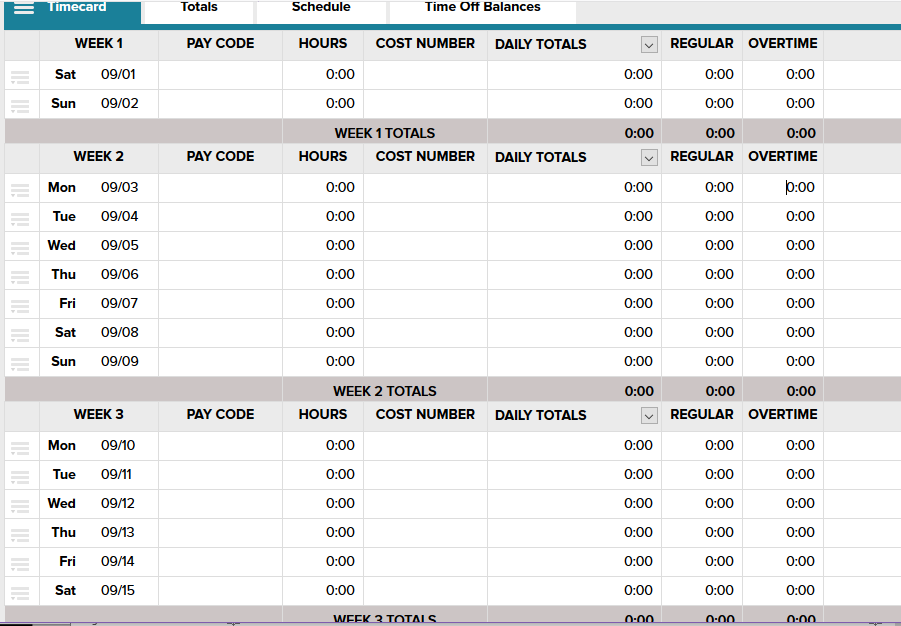 Timecard Totals Schedule Time Off Balances
WEEK 1 PAY CODE HOURS COST NUMBER DAILY TOTALS REGULAR OVERTIME
Sat 09/01 0:00 0:00 0:00 0:00
Sun 09/02 0:00 0:00 0:00 0:00
WEEK 1 TOTALS 0:00 0:00 0:00
WEEK 2 PAY CODE HOURS COST NUMBER DAILY TOTALS REGULAR OVERTIME
Mon 09/03 0:00 0:00 0:00 0:00
Tue 09/04 0:00 0:00 0:00 0:00
Wed 09/05 0:00 0:00 0:00 0:00
Thu 09/06 0:00 0:00 0:00 0:00
Fri 09/07 0:00 0:00 0:00 0:00
Sat 09/08 0:00 0:00 0:00 0:00
Sun 09/09 0:00 0:00 0:00 0:00
WEEK 2 TOTALS 0:00 0:00 0:00
WEEK 3 PAY CODE HOURS COST NUMBER DAILY TOTALS REGULAR OVERTIME
Mon 09/10 0:00 0:00 0:00 0:00
Tue 09/11 0:00 0:00 0:00 0:00
Wed 09/12 0:00 0:00 0:00 0:00
Thu 09/13 0:00 0:00 0:00 0:00
Fri 09/14 0:00 0:00 0:00 0:00
Sat 09/15 0:00 0:00 0:00 0:00
WEEK 3 TOTALS 0:00 0:00 0:00